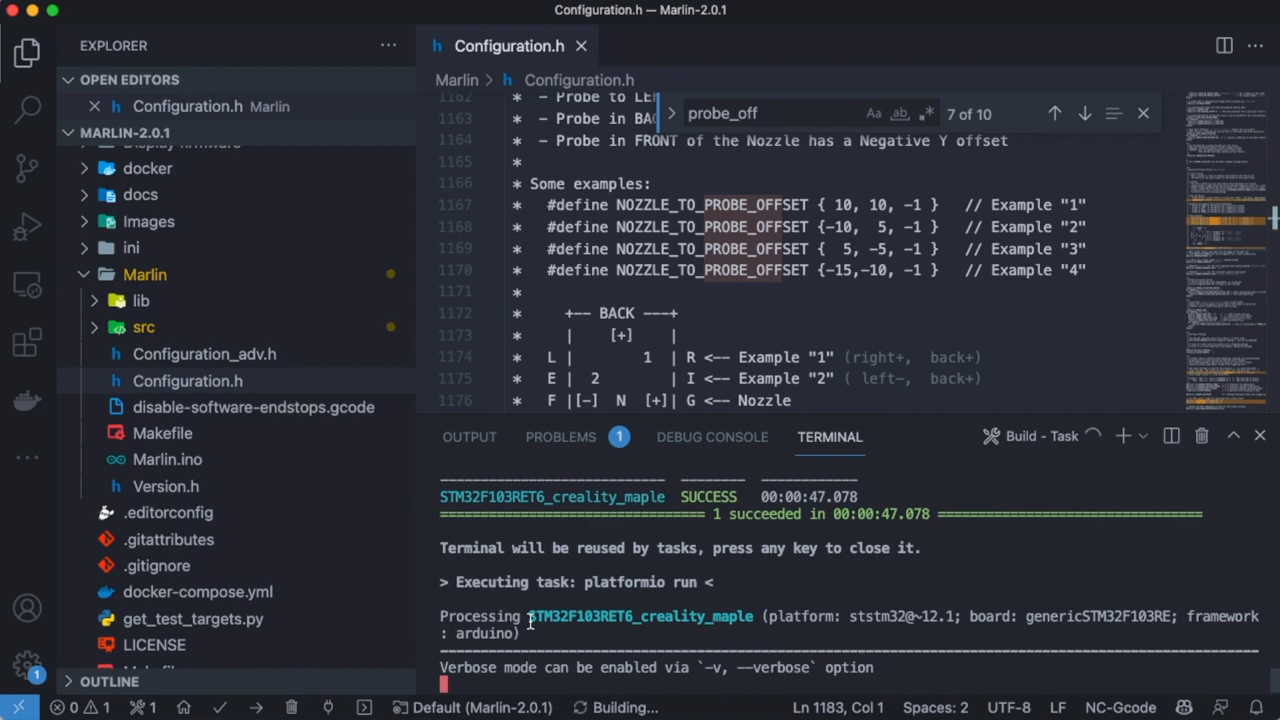 Configuration.h — Marlin-2.0.1
EXPLORER
OPEN EDITORS
Configuration.h Marlin
MARLIN-2.0.1
docker
docs
Images
ini
Marlin
lib
src
Configuration_adv.h
Configuration.h
disable-software-endstops.gcode
Makefile
Marlin.ino
Version.h
.editorconfig
.gitattributes
.gitignore
docker-compose.yml
get_test_targets.py
LICENSE
OUTLINE
Configuration.h
Marlin > Configuration.h
probe_off Aa ab .* 7 of 10
1162 * - Probe to LE
1163 * - Probe in BA
1164 * - Probe in FRONT of the Nozzle has a Negative Y offset
1165 *
1166 * Some examples:
1167 * #define NOZZLE_TO_PROBE_OFFSET { 10, 10, -1 } // Example "1"
1168 * #define NOZZLE_TO_PROBE_OFFSET {-10, 5, -1 } // Example "2"
1169 * #define NOZZLE_TO_PROBE_OFFSET { 5, -5, -1 } // Example "3"
1170 * #define NOZZLE_TO_PROBE_OFFSET {-15,-10, -1 } // Example "4"
1171 *
1172 * +-- BACK ---+
1173 * | [+] |
1174 * L | 1 | R <-- Example "1" (right+, back+)
1175 * E | 2 | I <-- Example "2" ( left-, back+)
1176 * F |[-] N [+]| G <-- Nozzle
OUTPUT PROBLEMS 1 DEBUG CONSOLE TERMINAL Build - Task
STM32F103RET6_creality_maple SUCCESS 00:00:47.078
============================== 1 succeeded in 00:00:47.078 ==============================
Terminal will be reused by tasks, press any key to close it.
> Executing task: platformio run <
Processing STM32F103RET6_creality_maple (platform: ststm32@~12.1; board: genericSTM32F103RE; framework
: arduino)
Verbose mode can be enabled via `-v, --verbose` option
1
0 1 1 Default (Marlin-2.0.1) Building... Ln 1183, Col 1 Spaces: 2 UTF-8 LF NC-Gcode